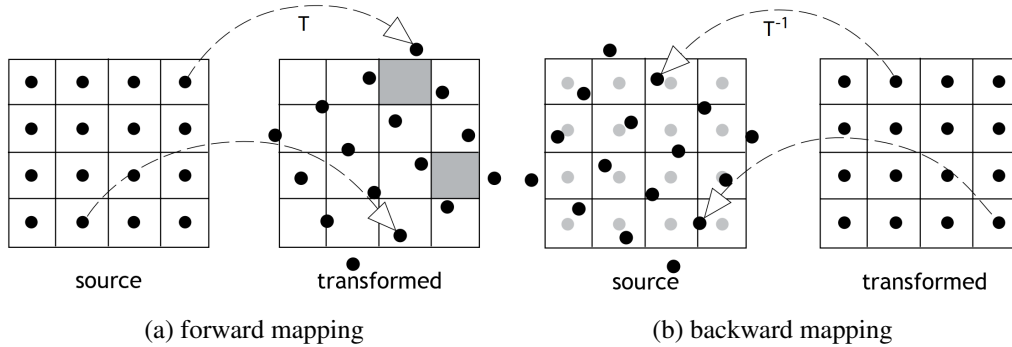 T
T⁻¹
source
transformed
source
transformed
(a) forward mapping
(b) backward mapping